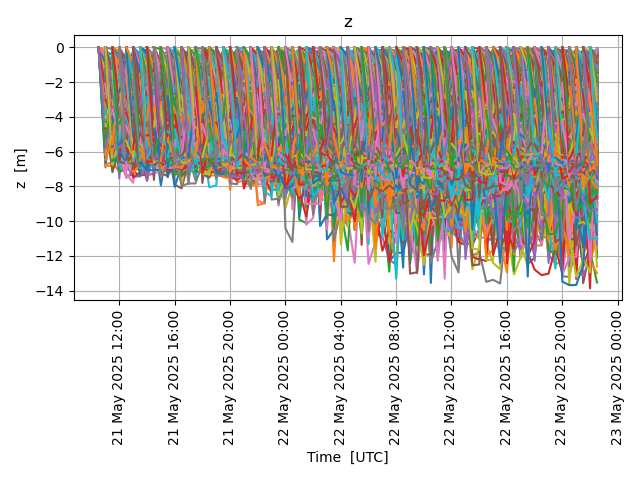 z
0
−2
−4
−6
−8
−10
−12
−14
z [m]
21 May 2025 12:00
21 May 2025 16:00
21 May 2025 20:00
22 May 2025 00:00
22 May 2025 04:00
22 May 2025 08:00
22 May 2025 12:00
22 May 2025 16:00
22 May 2025 20:00
23 May 2025 00:00
Time [UTC]